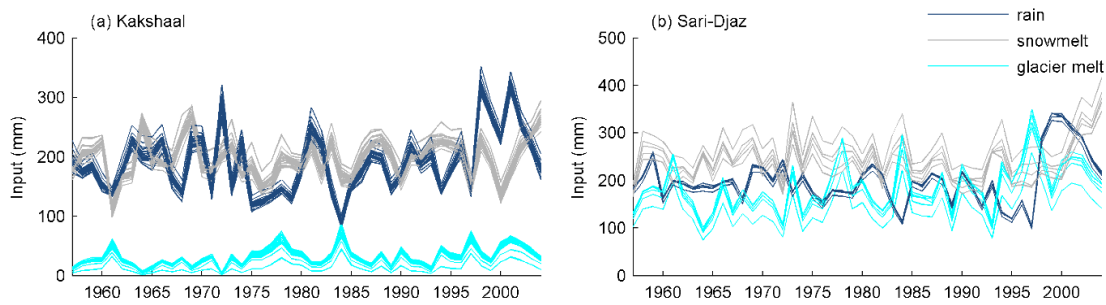 (a) Kakshaal
Input (mm)
400
300
200
100
0
1960 1965 1970 1975 1980 1985 1990 1995 2000
(b) Sari-Djaz
rain
snowmelt
glacier melt
Input (mm)
500
400
300
200
100
0
1960 1965 1970 1975 1980 1985 1990 1995 2000